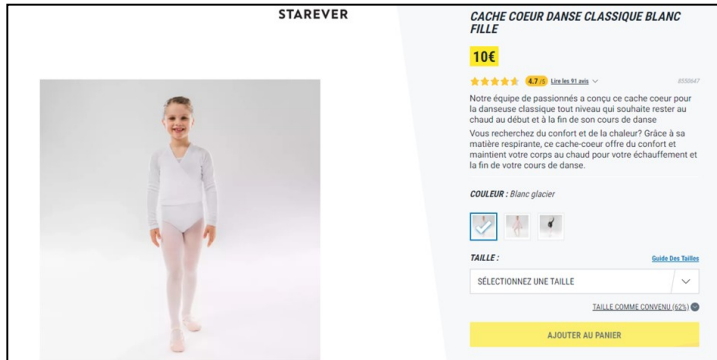 STAREVER
CACHE COEUR DANSE CLASSIQUE BLANC
FILLE
10€
4.7/5 Lire les 91 avis
Notre équipe de passionnés a conçu ce cache coeur pour
la danseuse classique tout niveau qui souhaite rester au
chaud au début et à la fin de son cours de danse
Vous recherchez du confort et de la chaleur? Grâce à sa
matière respirante, ce cache-coeur offre du confort et
maintient votre corps au chaud pour votre échauffement et
la fin de votre cours de danse.
COULEUR : Blanc glacier
TAILLE :
Guide Des Tailles
SÉLECTIONNEZ UNE TAILLE
TAILLE COMME CONVENU (62%)
AJOUTER AU PANIER